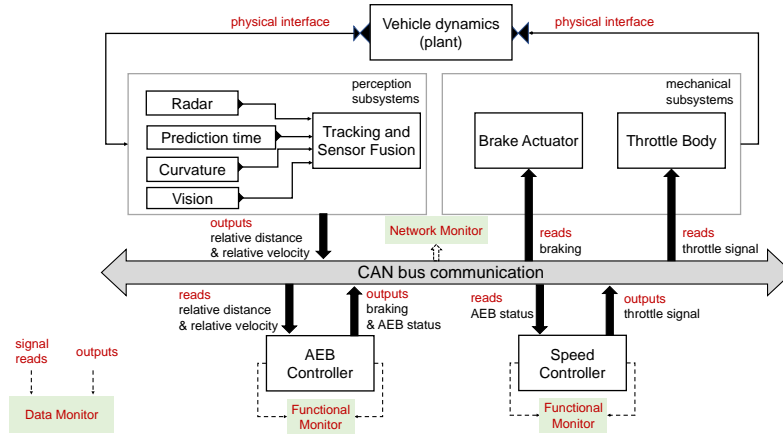 physical interface
Vehicle dynamics
(plant)
physical interface
perception
subsystems
Radar
Prediction time
Curvature
Vision
Tracking and
Sensor Fusion
mechanical
subsystems
Brake Actuator
Throttle Body
outputs
relative distance
& relative velocity
Network Monitor
reads
braking
reads
throttle signal
CAN bus communication
reads
relative distance
& relative velocity
outputs
braking
& AEB status
reads
AEB status
outputs
throttle signal
signal
reads
outputs
Data Monitor
AEB
Controller
Functional
Monitor
Speed
Controller
Functional
Monitor